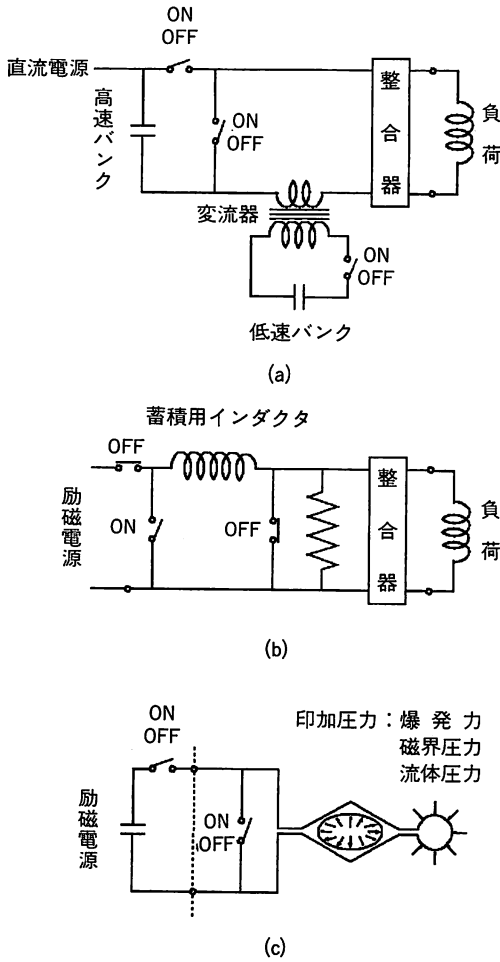 ON
OFF
直流電源
高速バンク
ON
OFF
整合器
負荷
変流器
ON
OFF
低速バンク
(a)
蓄積用インダクタ
OFF
励磁電源
ON
OFF
整合器
負荷
(b)
ON
OFF
印加圧力：爆発力
磁界圧力
流体圧力
励磁電源
ON
OFF
(c)